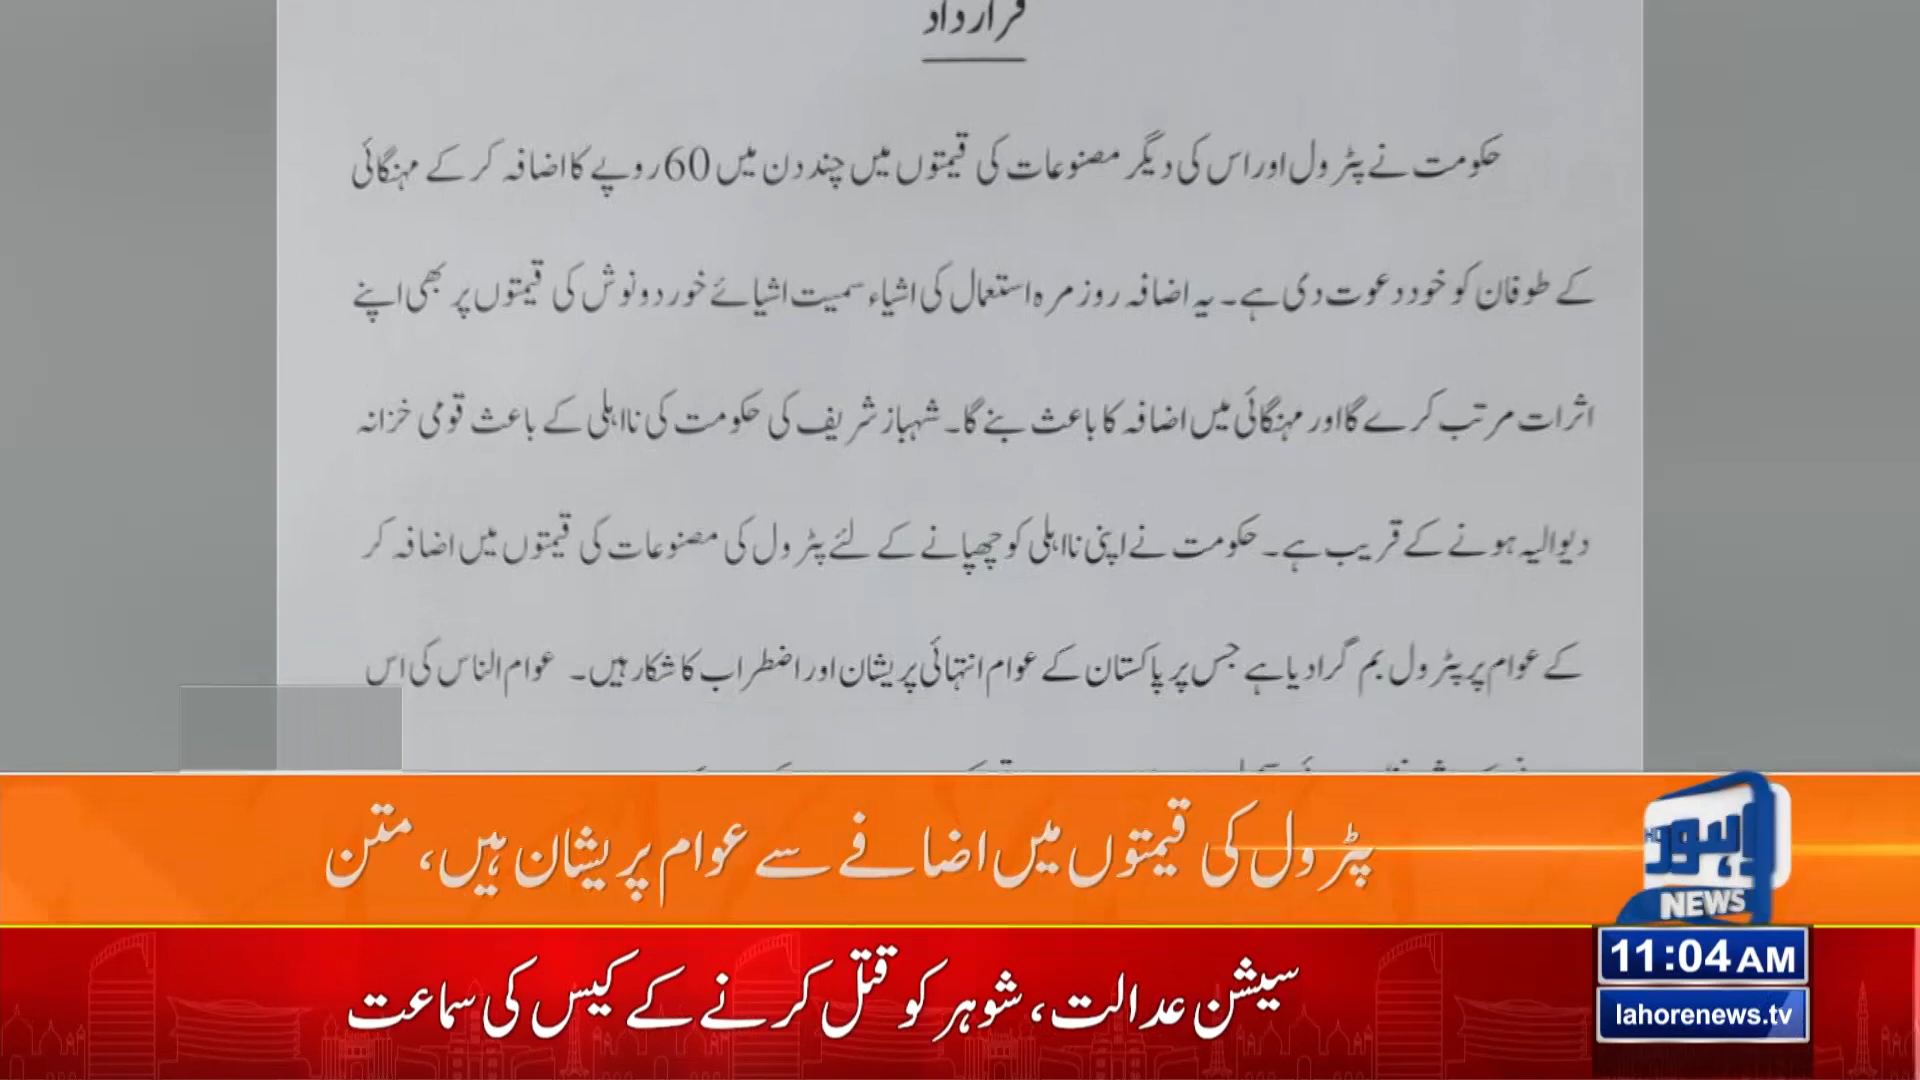 قرارداد
حکومت نے پٹرول اور اس کی دیگر مصنوعات کی قیمتوں میں چند دن میں 60 روپے کا اضافہ کر کے مہنگائی
کے طوفان کو خود دعوت دی ہے۔ یہ اضافہ روز مرہ استعمال کی اشیاء سمیت اشیائے خوردونوش کی قیمتوں پر بھی اپنے
اثرات مرتب کرے گا اور مہنگائی میں اضافہ کا باعث بنے گا۔ شہباز شریف کی حکومت کی نااہلی کے باعث قومی خزانہ
دیوالیہ ہونے کے قریب ہے۔ حکومت نے اپنی نااہلی کو چھپانے کے لئے پٹرول کی مصنوعات کی قیمتوں میں اضافہ کر
کے عوام پر پٹرول بم گرا دیا ہے جس پر پاکستان کے عوام انتہائی پریشان اور اضطراب کا شکار ہیں۔ عوام الناس کی اس
پٹرول کی قیمتوں میں اضافے سے عوام پریشان ہیں، متن
لاہور
NEWS
سیشن عدالت، شوہر کو قتل کرنے کے کیس کی سماعت
11:04 AM
lahorenews.tv